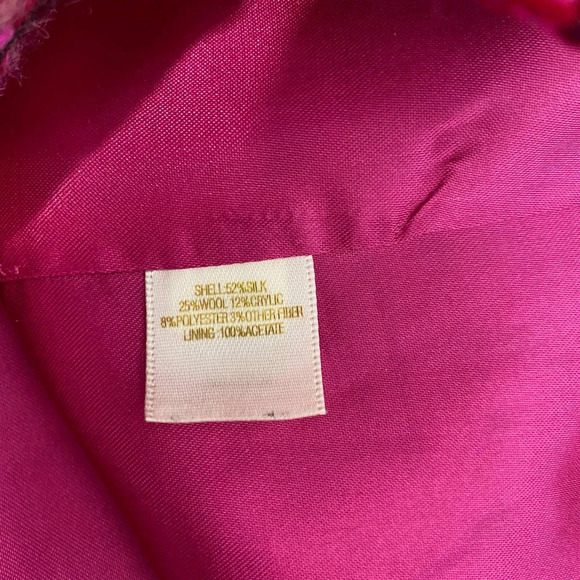 SHELL:52%SILK
25%WOOL 12%CRYLIC
8%POLYESTER 3%OTHER FIBER
LINING:100%ACETATE